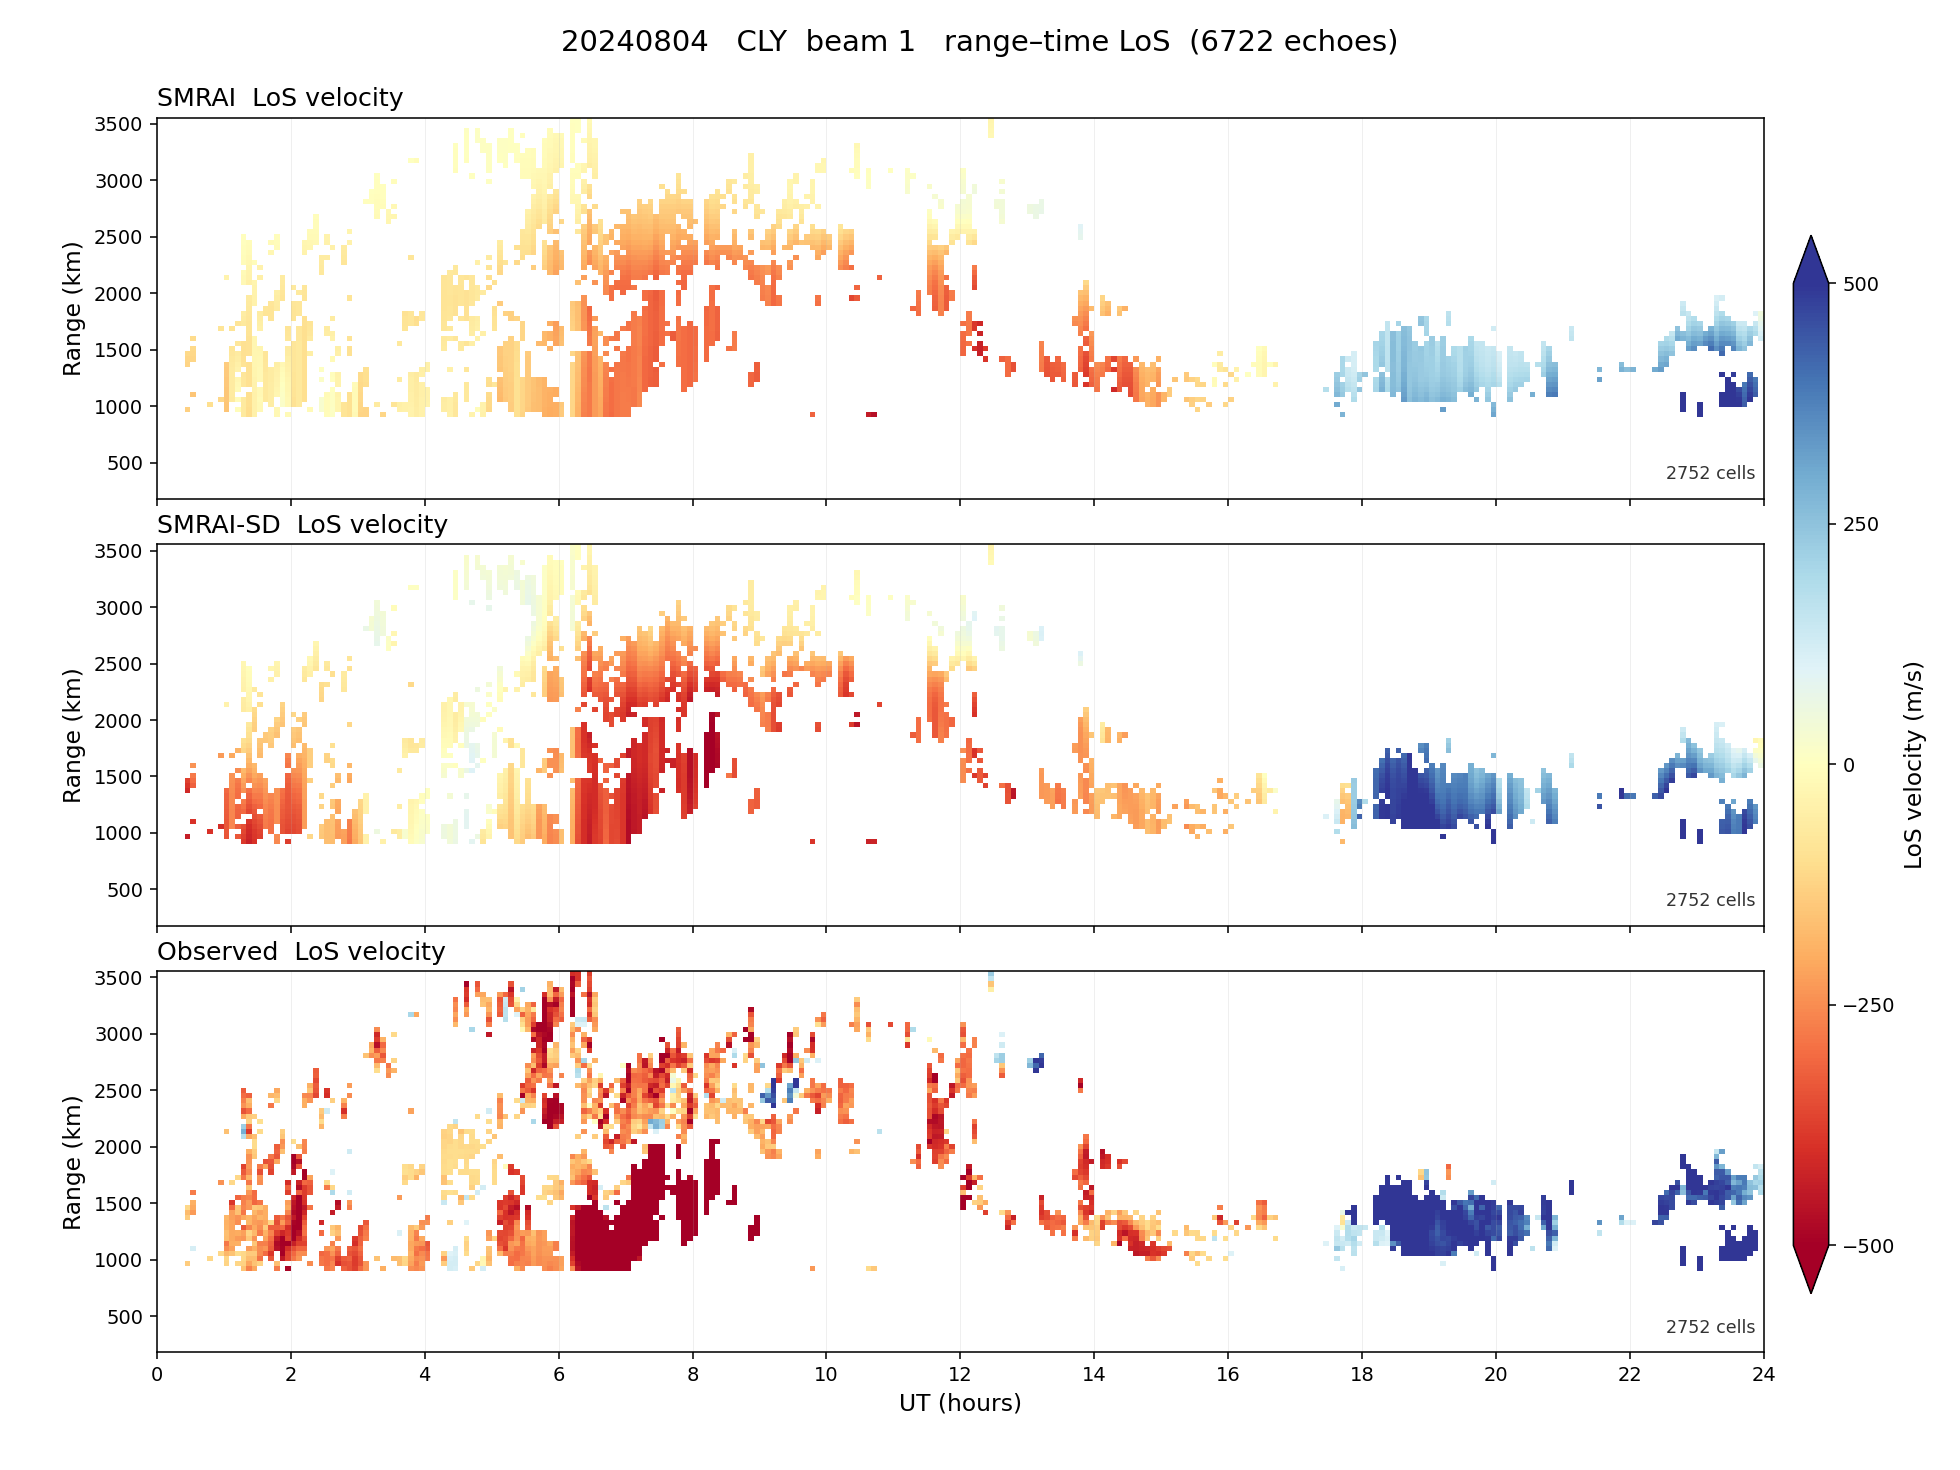 20240804   CLY  beam 1   range–time LoS  (6722 echoes)
SMRAI  LoS velocity
3500
3000
2500
2000
1500
1000
500
Range (km)
2752 cells
SMRAI-SD  LoS velocity
3500
3000
2500
2000
1500
1000
500
Range (km)
2752 cells
Observed  LoS velocity
3500
3000
2500
2000
1500
1000
500
Range (km)
2752 cells
0 2 4 6 8 10 12 14 16 18 20 22 24
UT (hours)
500
250
0
−250
−500
LoS velocity (m/s)